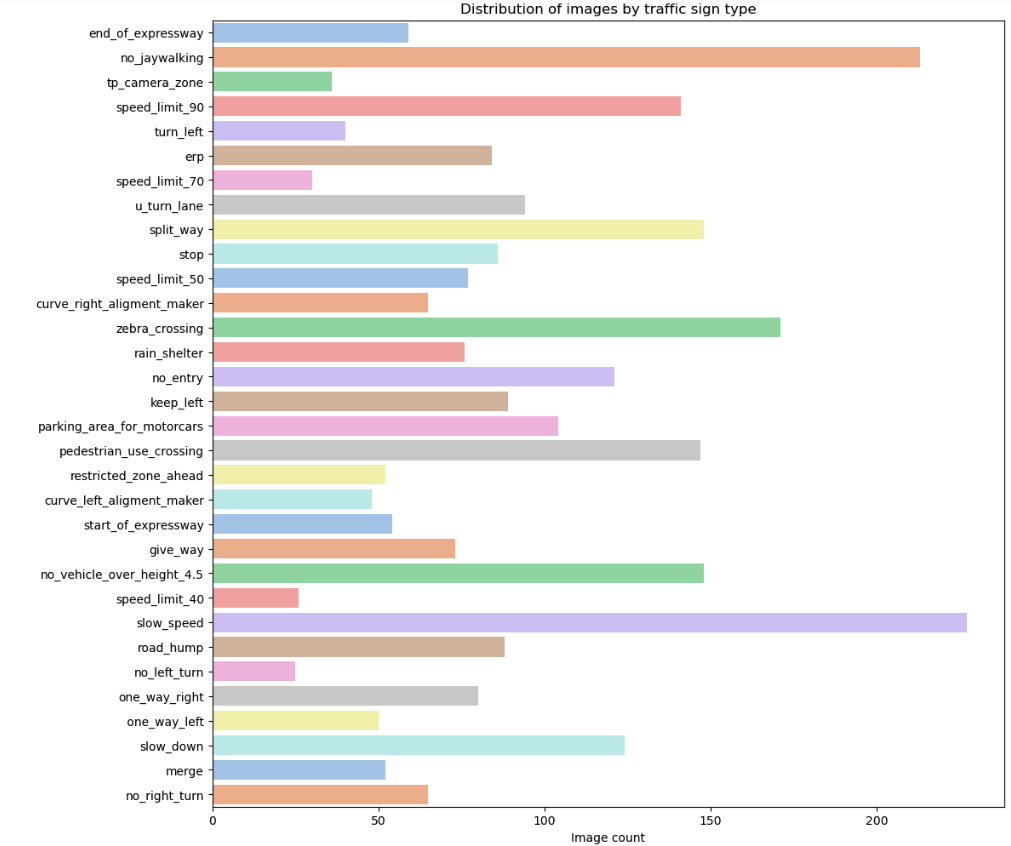 Distribution of images by traffic sign type
end_of_expressway
no_jaywalking
tp_camera_zone
speed_limit_90
turn_left
erp
speed_limit_70
u_turn_lane
split_way
stop
speed_limit_50
curve_right_aligment_maker
zebra_crossing
rain_shelter
no_entry
keep_left
parking_area_for_motorcars
pedestrian_use_crossing
restricted_zone_ahead
curve_left_aligment_maker
start_of_expressway
give_way
no_vehicle_over_height_4.5
speed_limit_40
slow_speed
road_hump
no_left_turn
one_way_right
one_way_left
slow_down
merge
no_right_turn
0 50 100 150 200
Image count